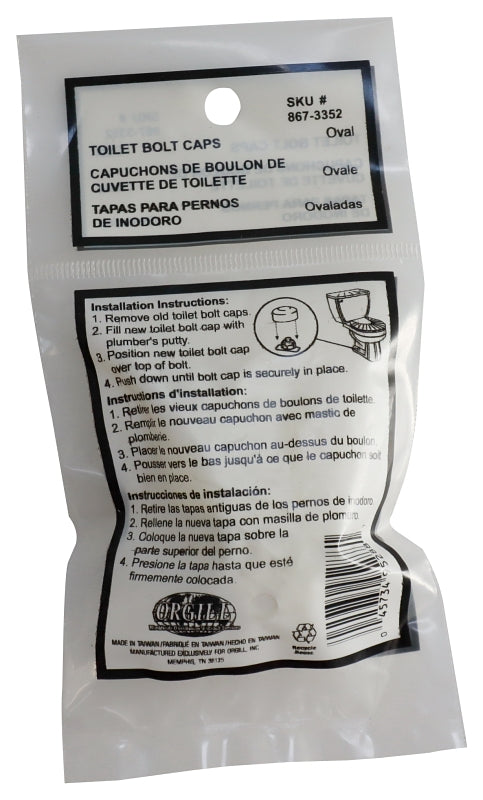 SKU #
867-3352
TOILET BOLT CAPS Oval
CAPUCHONS DE BOULON DE
CUVETTE DE TOILETTE Ovale
TAPAS PARA PERNOS Ovaladas
DE INODORO
Installation Instructions:
1. Remove old toilet bolt caps.
2. Fill new toilet bolt cap with
plumber's putty.
3. Position new toilet bolt cap
over top of bolt.
4. Push down until bolt cap is securely in place.
Instructions d'installation:
1. Retirer les vieux capuchons de boulons de toilette.
2. Remplir le nouveau capuchon avec mastic de
plomberie.
3. Placer le nouveau capuchon au-dessus du boulon.
4. Pousser vers le bas jusqu'à ce que le capuchon soit
bien en place.
Instrucciones de instalación:
1. Retire las tapas antiguas de los pernos de inodoro.
2. Rellene la nueva tapa con masilla de plomero.
3. Coloque la nueva tapa sobre la
parte superior del perno.
4. Presione la tapa hasta que esté
firmemente colocada.
ORGILL
MADE IN TAIWAN/FABRIQUÉ EN TAIWAN/HECHO EN TAIWAN
MANUFACTURED EXCLUSIVELY FOR ORGILL, INC.
MEMPHIS, TN 38125
Recycle
0 45734